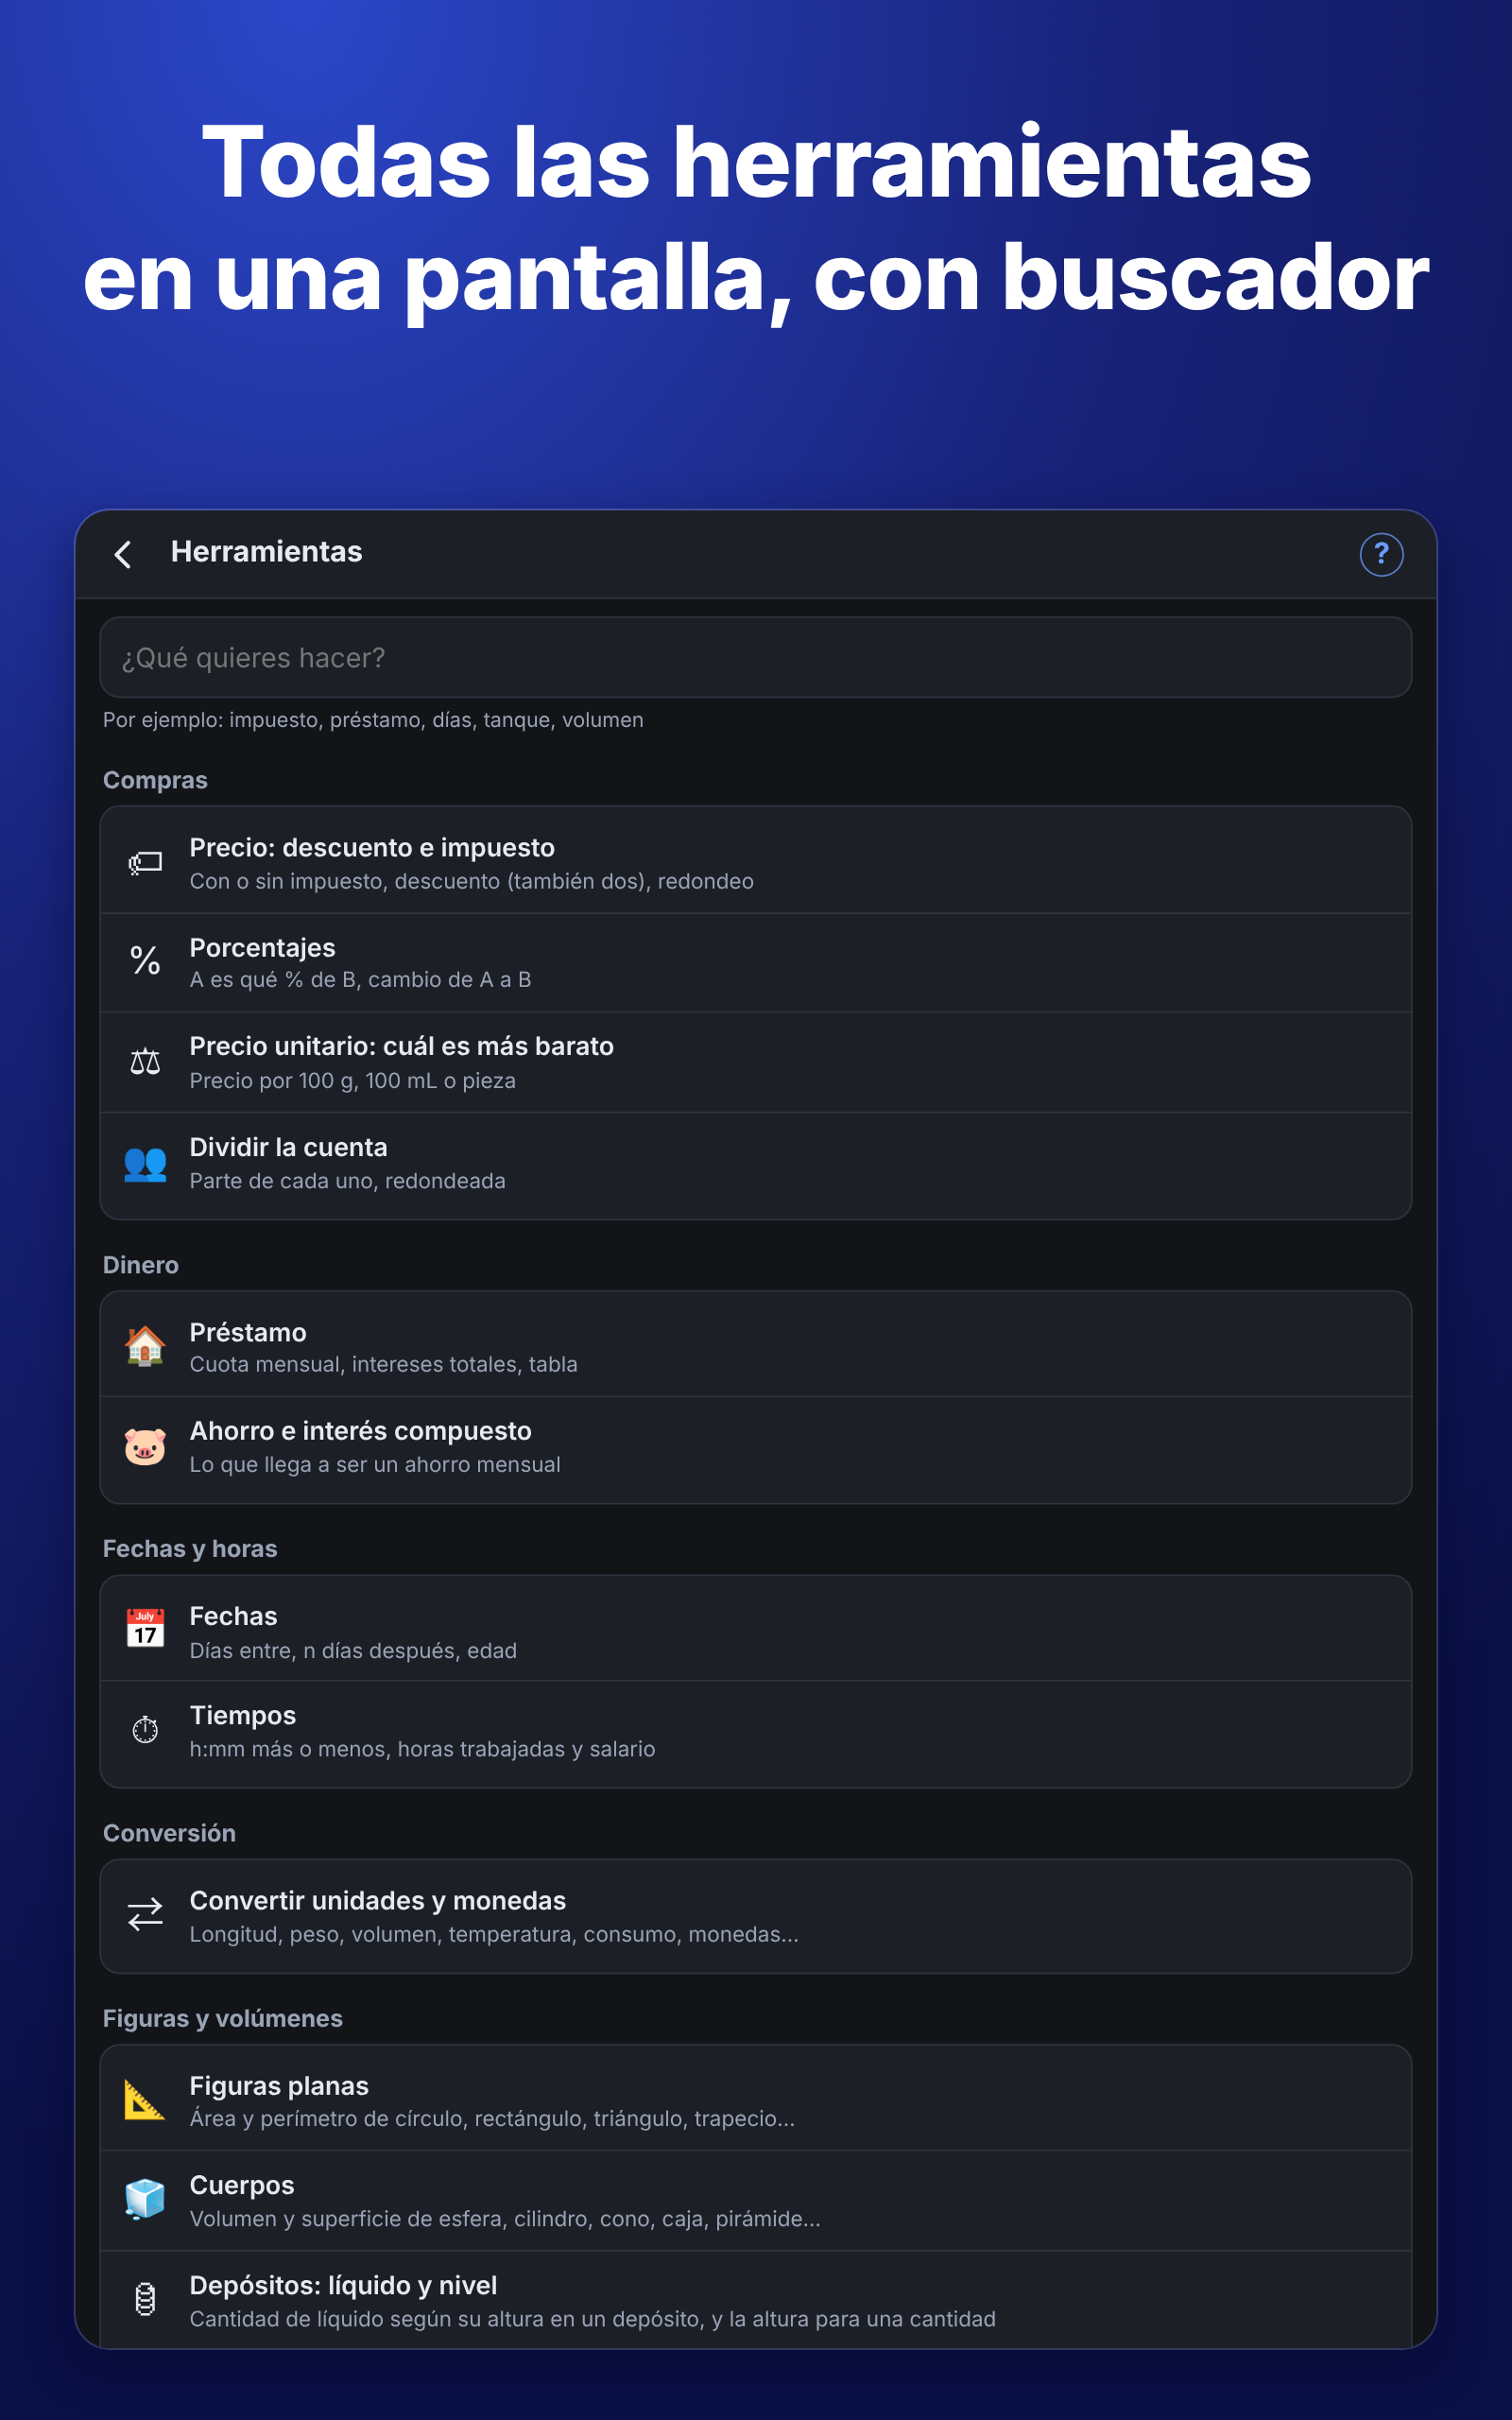 Todas las herramientas
en una pantalla, con buscador
Herramientas
?
¿Qué quieres hacer?
Por ejemplo: impuesto, préstamo, días, tanque, volumen
Compras
Precio: descuento e impuesto
Con o sin impuesto, descuento (también dos), redondeo
%
Porcentajes
A es qué % de B, cambio de A a B
Precio unitario: cuál es más barato
Precio por 100 g, 100 mL o pieza
Dividir la cuenta
Parte de cada uno, redondeada
Dinero
Préstamo
Cuota mensual, intereses totales, tabla
Ahorro e interés compuesto
Lo que llega a ser un ahorro mensual
Fechas y horas
July
17
Fechas
Días entre, n días después, edad
Tiempos
h:mm más o menos, horas trabajadas y salario
Conversión
Convertir unidades y monedas
Longitud, peso, volumen, temperatura, consumo, monedas...
Figuras y volúmenes
Figuras planas
Área y perímetro de círculo, rectángulo, triángulo, trapecio...
Cuerpos
Volumen y superficie de esfera, cilindro, cono, caja, pirámide...
Depósitos: líquido y nivel
Cantidad de líquido según su altura en un depósito, y la altura para una cantidad